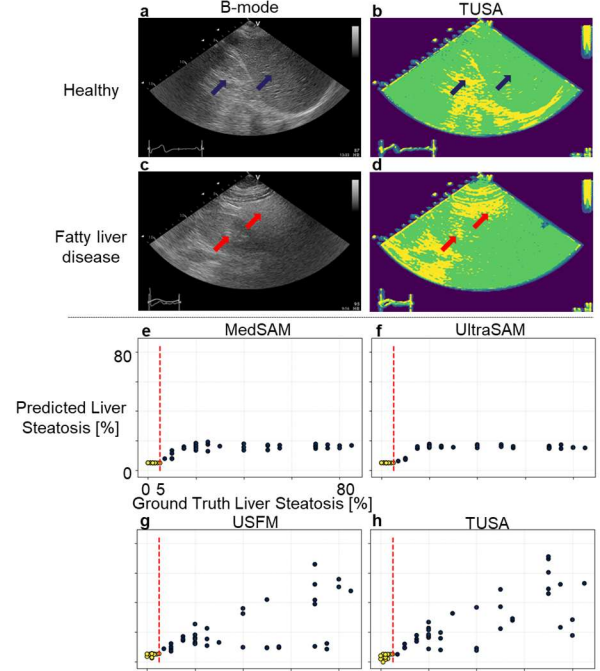 a B-mode
b TUSA
Healthy
V
c
d
V
Fatty liver
disease
e MedSAM
f UltraSAM
80
Predicted Liver
Steatosis [%]
0
0 5 80
Ground Truth Liver Steatosis [%]
g USFM
h TUSA